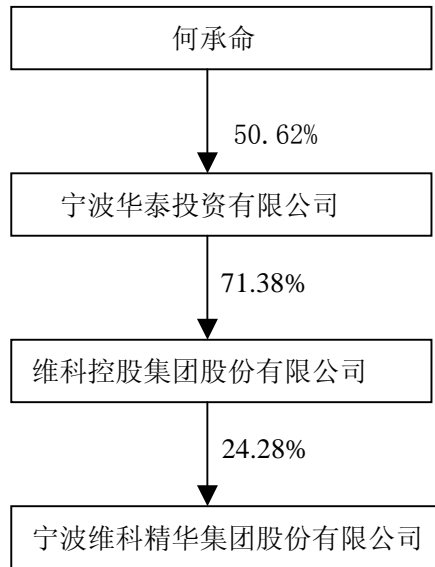 何承命
50.62%
宁波华泰投资有限公司
71.38%
维科控股集团股份有限公司
24.28%
宁波维科精华集团股份有限公司